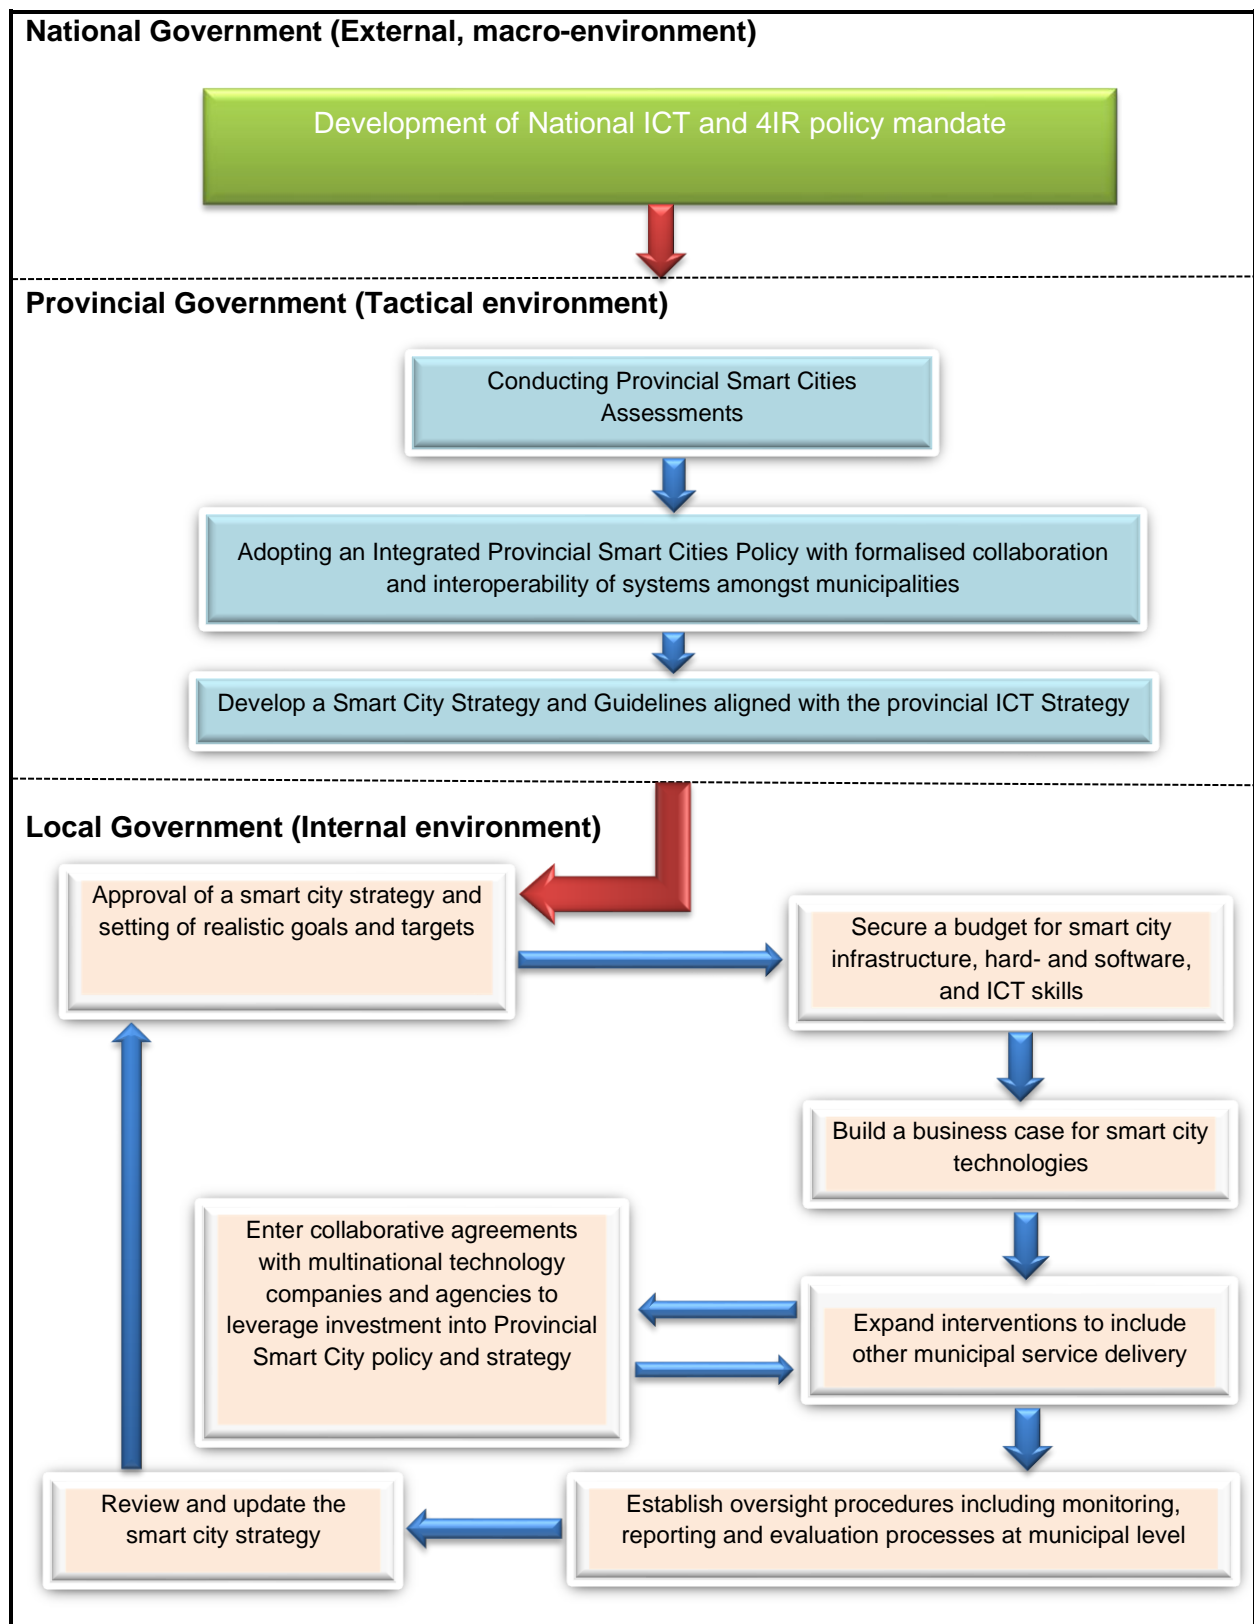 National Government (External, macro-environment)
Development of National ICT and 4IR policy mandate
Provincial Government (Tactical environment)
Conducting Provincial Smart Cities
Assessments
Adopting an Integrated Provincial Smart Cities Policy with formalised collaboration
and interoperability of systems amongst municipalities
Develop a Smart City Strategy and Guidelines aligned with the provincial ICT Strategy
Local Government (Internal environment)
Approval of a smart city strategy and
setting of realistic goals and targets
Secure a budget for smart city
infrastructure, hard- and software,
and ICT skills
Build a business case for smart city
technologies
Enter collaborative agreements
with multinational technology
companies and agencies to
leverage investment into Provincial
Smart City policy and strategy
Expand interventions to include
other municipal service delivery
Review and update the
smart city strategy
Establish oversight procedures including monitoring,
reporting and evaluation processes at municipal level